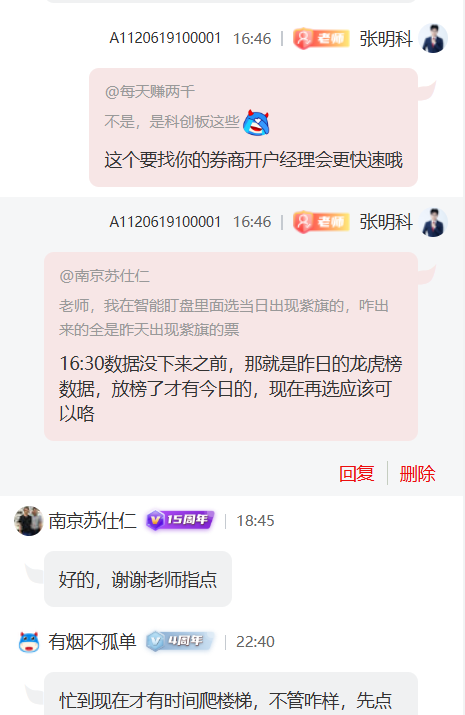 A1120619100001 16:46 | 老师 张明科
@每天赚两千
不是，是科创板这些
这个要找你的券商开户经理会更快速哦
A1120619100001 16:46 | 老师 张明科
@南京苏仕仁
老师，我在智能盯盘里面选当日出现紫旗的，咋出
来的全是昨天出现紫旗的票
16:30数据没下来之前，那就是昨日的龙虎榜
数据，放榜了才有今日的，现在再选应该可
以咯
回复 | 删除
南京苏仕仁 V 15周年 | 18:45
好的，谢谢老师指点
有烟不孤单 V 4周年 | 22:40
忙到现在才有时间爬楼梯，不管咋样，先点